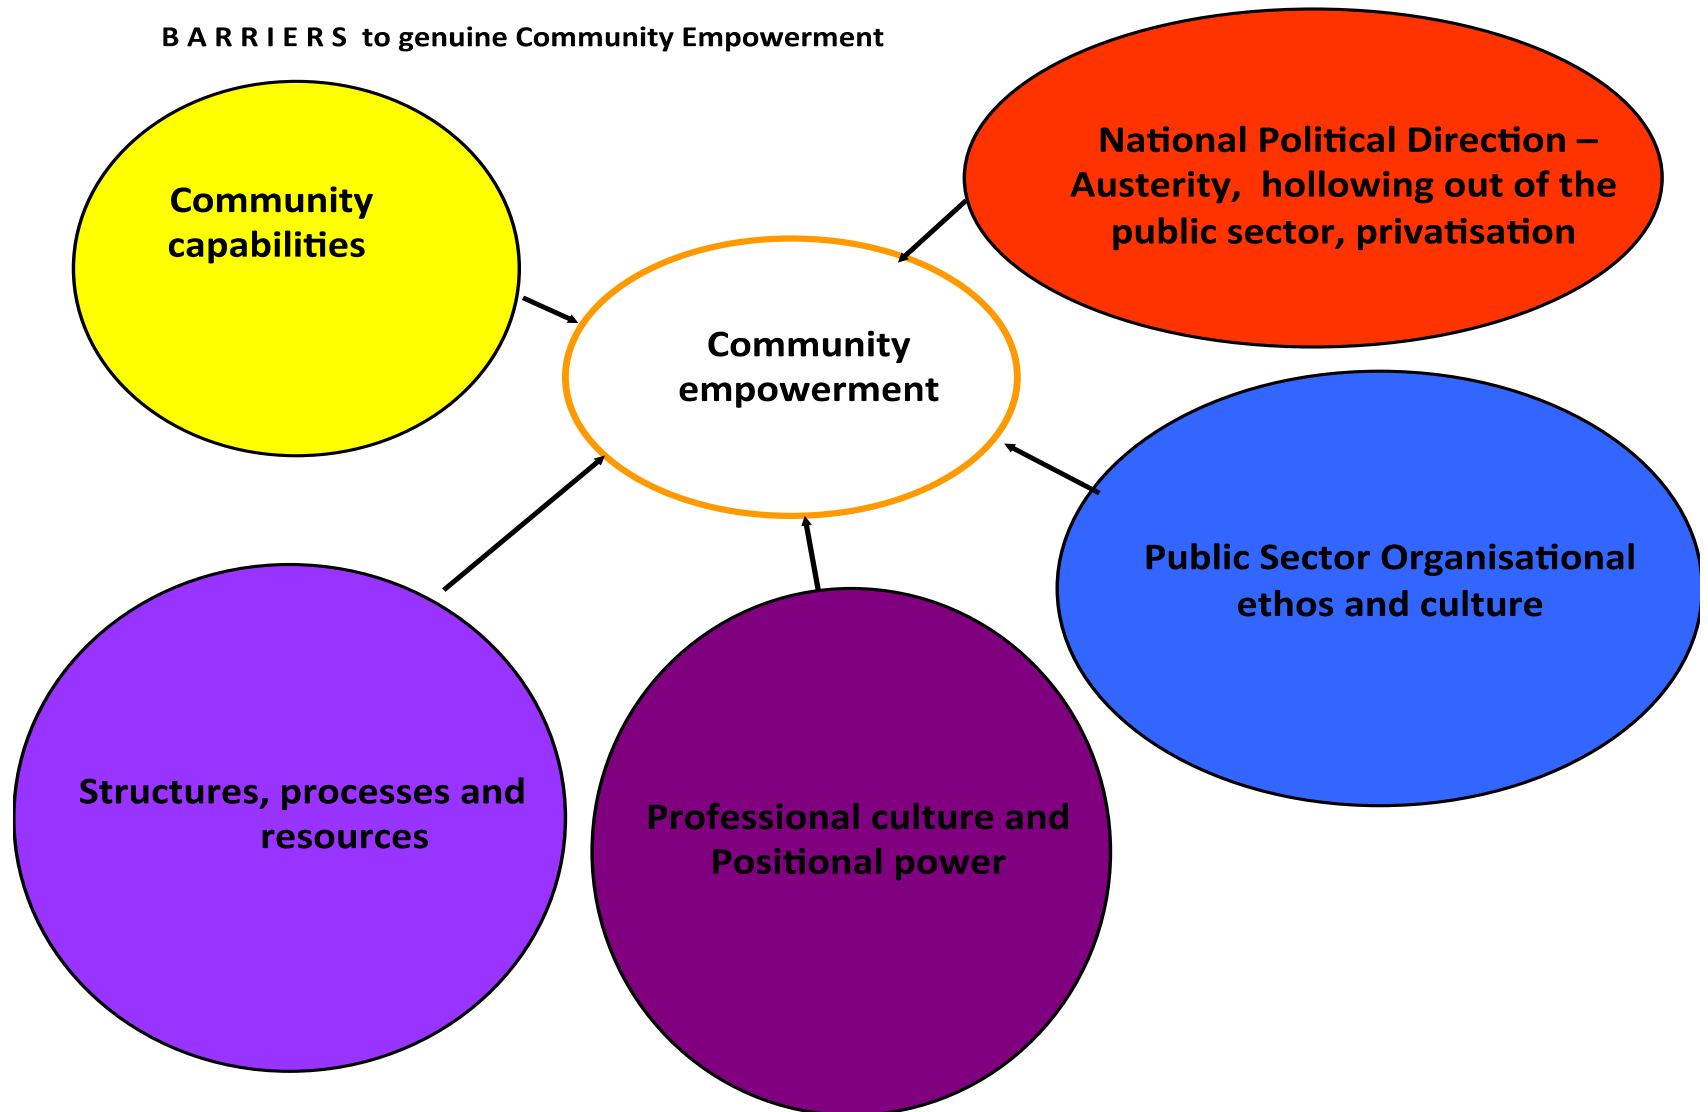 B A R R I E R S  to genuine Community Empowerment
Community
capabilities
National Political Direction –
Austerity,  hollowing out of the
public sector, privatisation
Community
empowerment
Public Sector Organisational
ethos and culture
Structures, processes and
resources
Professional culture and
Positional power